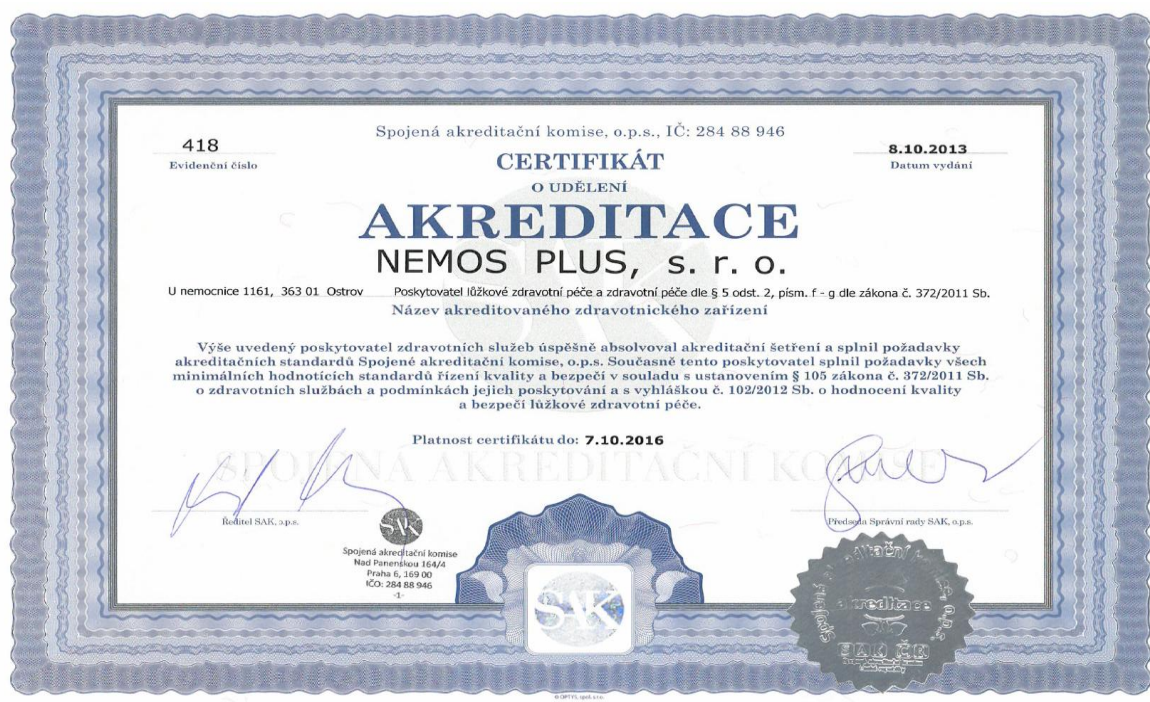 Spojená akreditační komise, o.p.s., IČ: 284 88 946
418
Evidenční číslo
8.10.2013
Datum vydání
CERTIFIKÁT
O UDĚLENÍ
AKREDITACE
NEMOS PLUS, s. r. o.
U nemocnice 1161, 363 01 Ostrov Poskytovatel lůžkové zdravotní péče a zdravotní péče dle § 5 odst. 2, písm. f - g dle zákona č. 372/2011 Sb.
Název akreditovaného zdravotnického zařízení
Výše uvedený poskytovatel zdravotních služeb úspěšně absolvoval akreditační šetření a splnil požadavky
akreditačních standardů Spojené akreditační komise, o.p.s. Současně tento poskytovatel splnil požadavky všech
minimálních hodnotících standardů řízení kvality a bezpečí v souladu s ustanovením § 105 zákona č. 372/2011 Sb.
o zdravotních službách a podmínkách jejich poskytování a s vyhláškou č. 102/2012 Sb. o hodnocení kvality
a bezpečí lůžkové zdravotní péče.
Platnost certifikátu do: 7.10.2016
SPOJENÁ AKREDITAČNÍ KOMISE
Ředitel SAK, o.p.s.
Předseda Správní rady SAK, o.p.s.
SAK
Spojená akreditační komise
Nad Panenskou 164/4
Praha 6, 169 00
IČO: 284 88 946
-1-
SAK
akreditace
SAK ČR
© OPTYS, spol. s r.o.